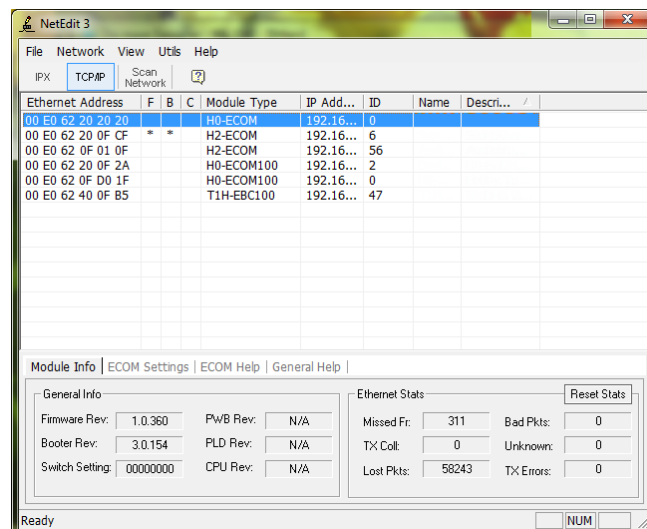 NetEdit 3
File Network View Utils Help
IPX TCP/IP Scan Network
Ethernet Address F B C Module Type IP Add... ID Name Descri...
00 E0 62 20 20 20 H0-ECOM 192.16... 0
00 E0 62 20 0F CF * * H2-ECOM 192.16... 6
00 E0 62 0F 01 0F H2-ECOM 192.16... 56
00 E0 62 20 0F 2A H0-ECOM100 192.16... 2
00 E0 62 0F D0 1F H0-ECOM100 192.16... 0
00 E0 62 40 0F B5 T1H-EBC100 192.16... 47
Module Info ECOM Settings ECOM Help General Help
General Info Ethernet Stats Reset Stats
Firmware Rev: 1.0.360 PWB Rev: N/A Missed Fr: 311 Bad Pkts: 0
Booter Rev: 3.0.154 PLD Rev: N/A TX Coll: 0 Unknown: 0
Switch Setting: 00000000 CPU Rev: N/A Lost Pkts: 58243 TX Errors: 0
Ready NUM